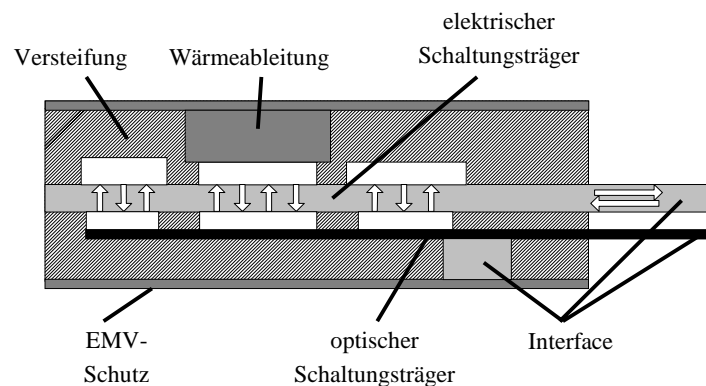 elektrischer
Schaltungsträger
Versteifung
Wärmeableitung
EMV-
Schutz
optischer
Schaltungsträger
Interface